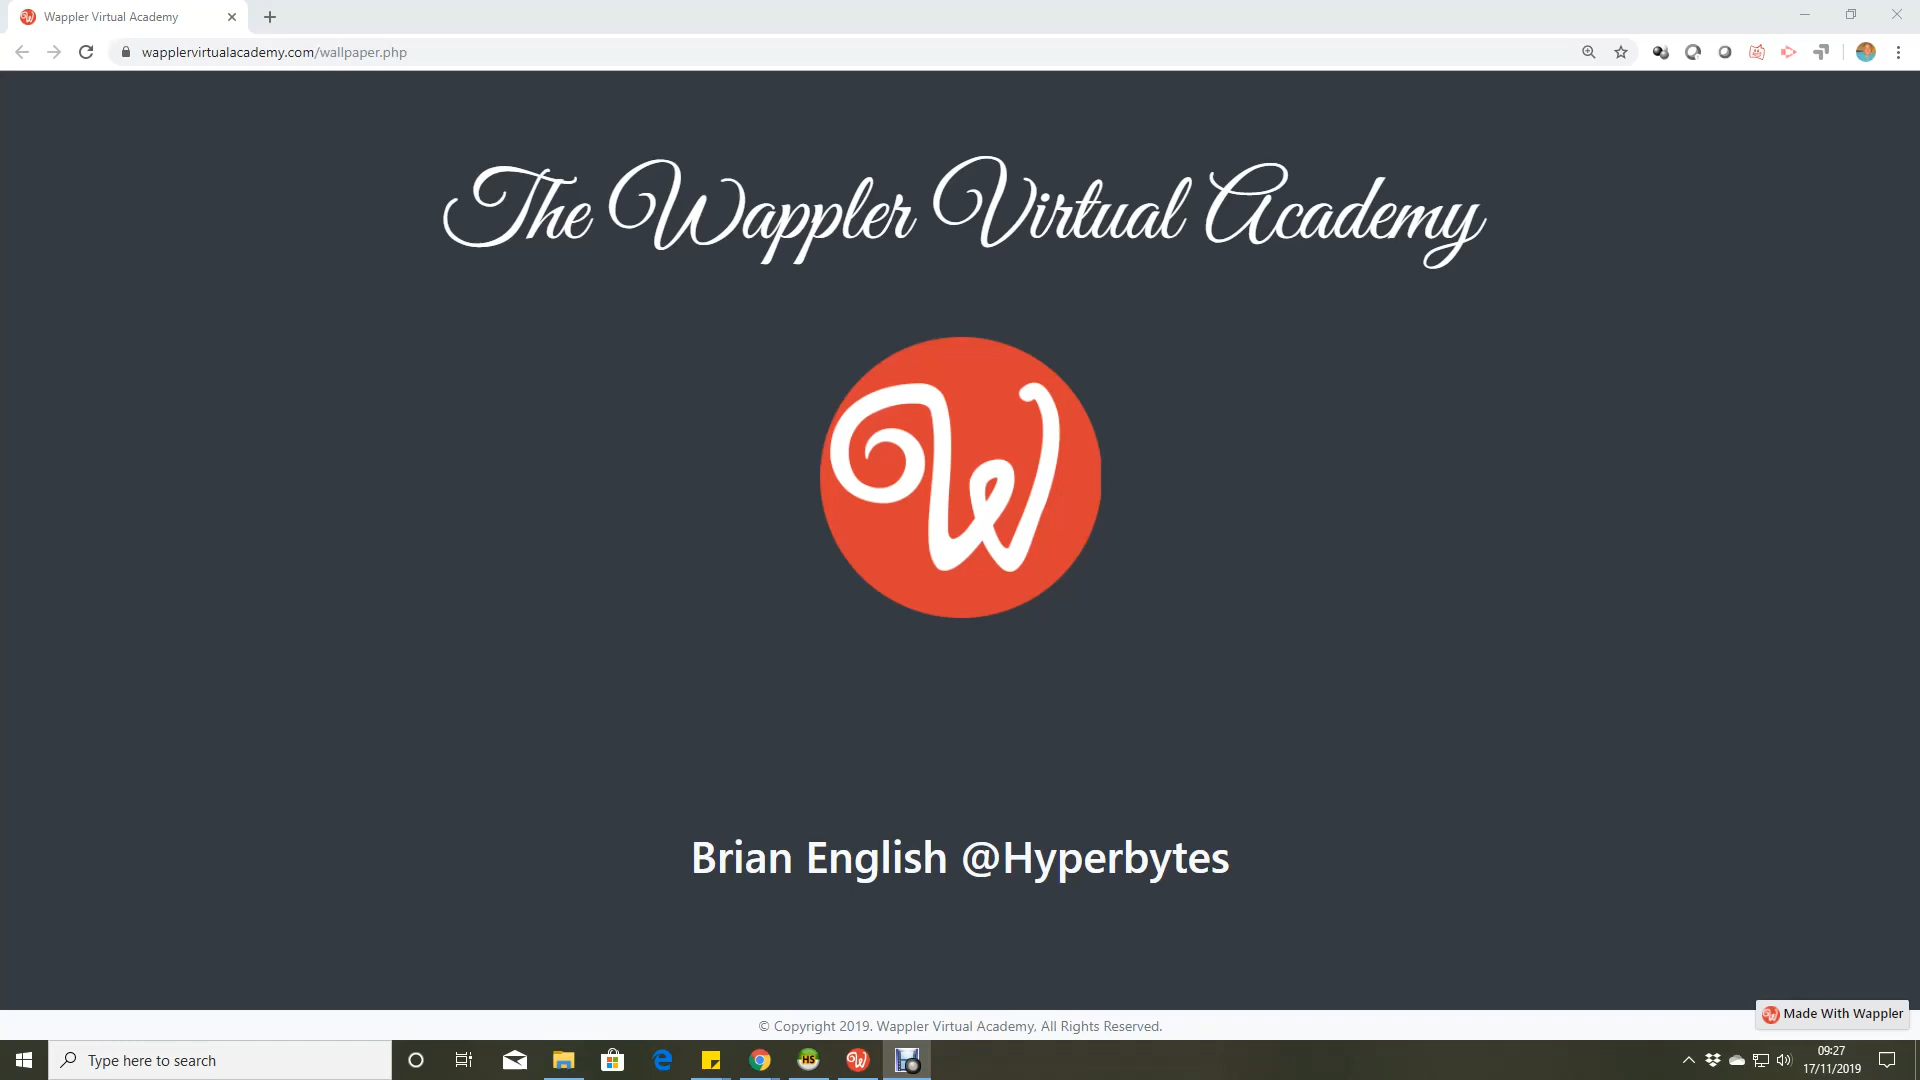 Wappler Virtual Academy
wapplervirtualacademy.com/wallpaper.php
The Wappler Virtual Academy
W
Brian English @Hyperbytes
Made With Wappler
© Copyright 2019. Wappler Virtual Academy, All Rights Reserved.
Type here to search
HS
09:27
17/11/2019